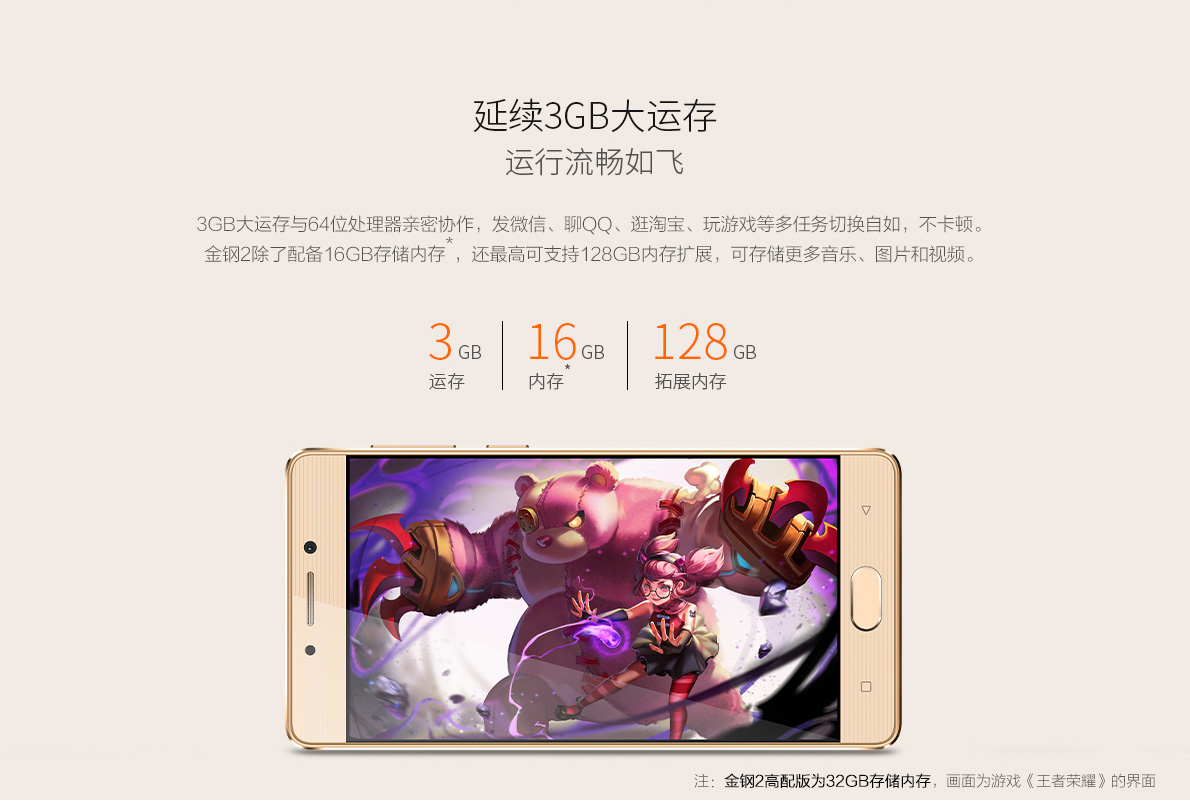 延续3GB大运存
运行流畅如飞
3GB大运存与64位处理器亲密协作，发微信、聊QQ、逛淘宝、玩游戏等多任务切换自如，不卡顿。
金钢2除了配备16GB存储内存*，还最高可支持128GB内存扩展，可存储更多音乐、图片和视频。
3 GB
运存
16 GB
内存*
128 GB
拓展内存
注：金钢2高配版为32GB存储内存，画面为游戏《王者荣耀》的界面